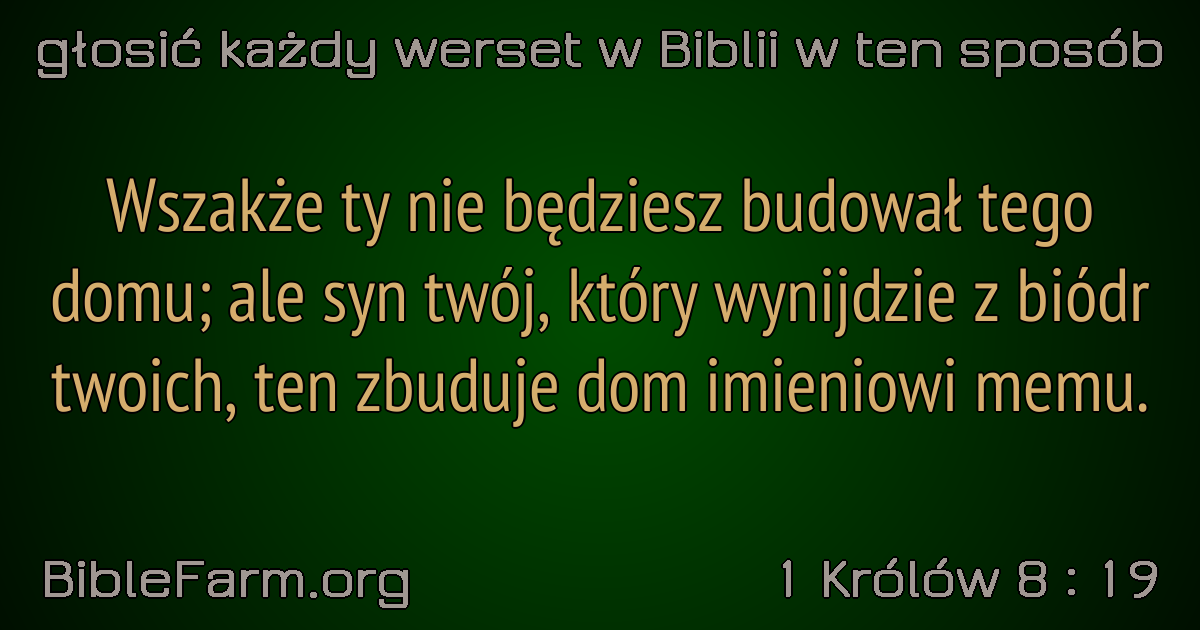 głosić każdy werset w Biblii w ten sposób
Wszakże ty nie będziesz budował tego
domu; ale syn twój, który wynijdzie z biódr
twoich, ten zbuduje dom imieniowi memu.
BibleFarm.org
1 Królów 8 : 19